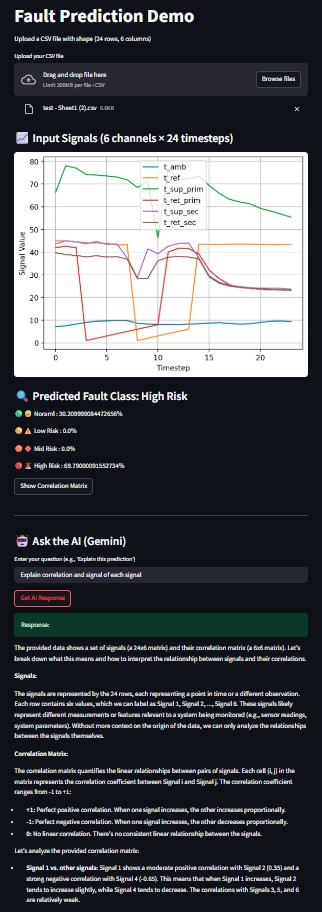 Fault Prediction Demo
Upload a CSV file with shape (24 rows, 6 columns)
Upload your CSV file
Drag and drop file here
Limit 200MB per file • CSV
Browse files
test - Sheet1 (2).csv 0.6KB
Input Signals (6 channels × 24 timesteps)
t_amb
t_ref
t_sup_prim
t_ret_prim
t_sup_sec
t_ret_sec
Signal Value
80
70
60
50
40
30
20
10
0
0 5 10 15 20
Timestep
Predicted Fault Class: High Risk
Noraml : 30.209999084472656%
Low Risk : 0.0%
Mid Risk : 0.0%
High Risk : 69.79000091552734%
Show Correlation Matrix
Ask the AI (Gemini)
Enter your question (e.g., 'Explain this prediction')
Explain correlation and signal of each signal
Get AI Response
Response:
The provided data shows a set of signals (a 24x6 matrix) and their correlation matrix (a 6x6 matrix). Let's
break down what this means and how to interpret the relationship between signals and their correlations.
Signals:
The signals are represented by the 24 rows, each representing a point in time or a different observation.
Each row contains six values, which we can label as Signal 1, Signal 2, ..., Signal 6. These signals likely
represent different measurements or features relevant to a system being monitored (e.g., sensor readings,
system parameters). Without more context on the origin of the data, we can only analyze the relationships
between the signals themselves.
Correlation Matrix:
The correlation matrix quantifies the linear relationships between pairs of signals. Each cell (i, j) in the
matrix represents the correlation coefficient between Signal i and Signal j. The correlation coefficient
ranges from -1 to +1:
• +1: Perfect positive correlation. When one signal increases, the other increases proportionally.
• -1: Perfect negative correlation. When one signal increases, the other decreases proportionally.
• 0: No linear correlation. There's no consistent linear relationship between the signals.
Let's analyze the provided correlation matrix:
• Signal 1 vs. other signals: Signal 1 shows a moderate positive correlation with Signal 2 (0.35) and a
strong negative correlation with Signal 4 (-0.65). This means that when Signal 1 increases, Signal
2 tends to increase slightly, while Signal 4 tends to decrease. The correlations with Signals 3, 5, and 6
are relatively weak.